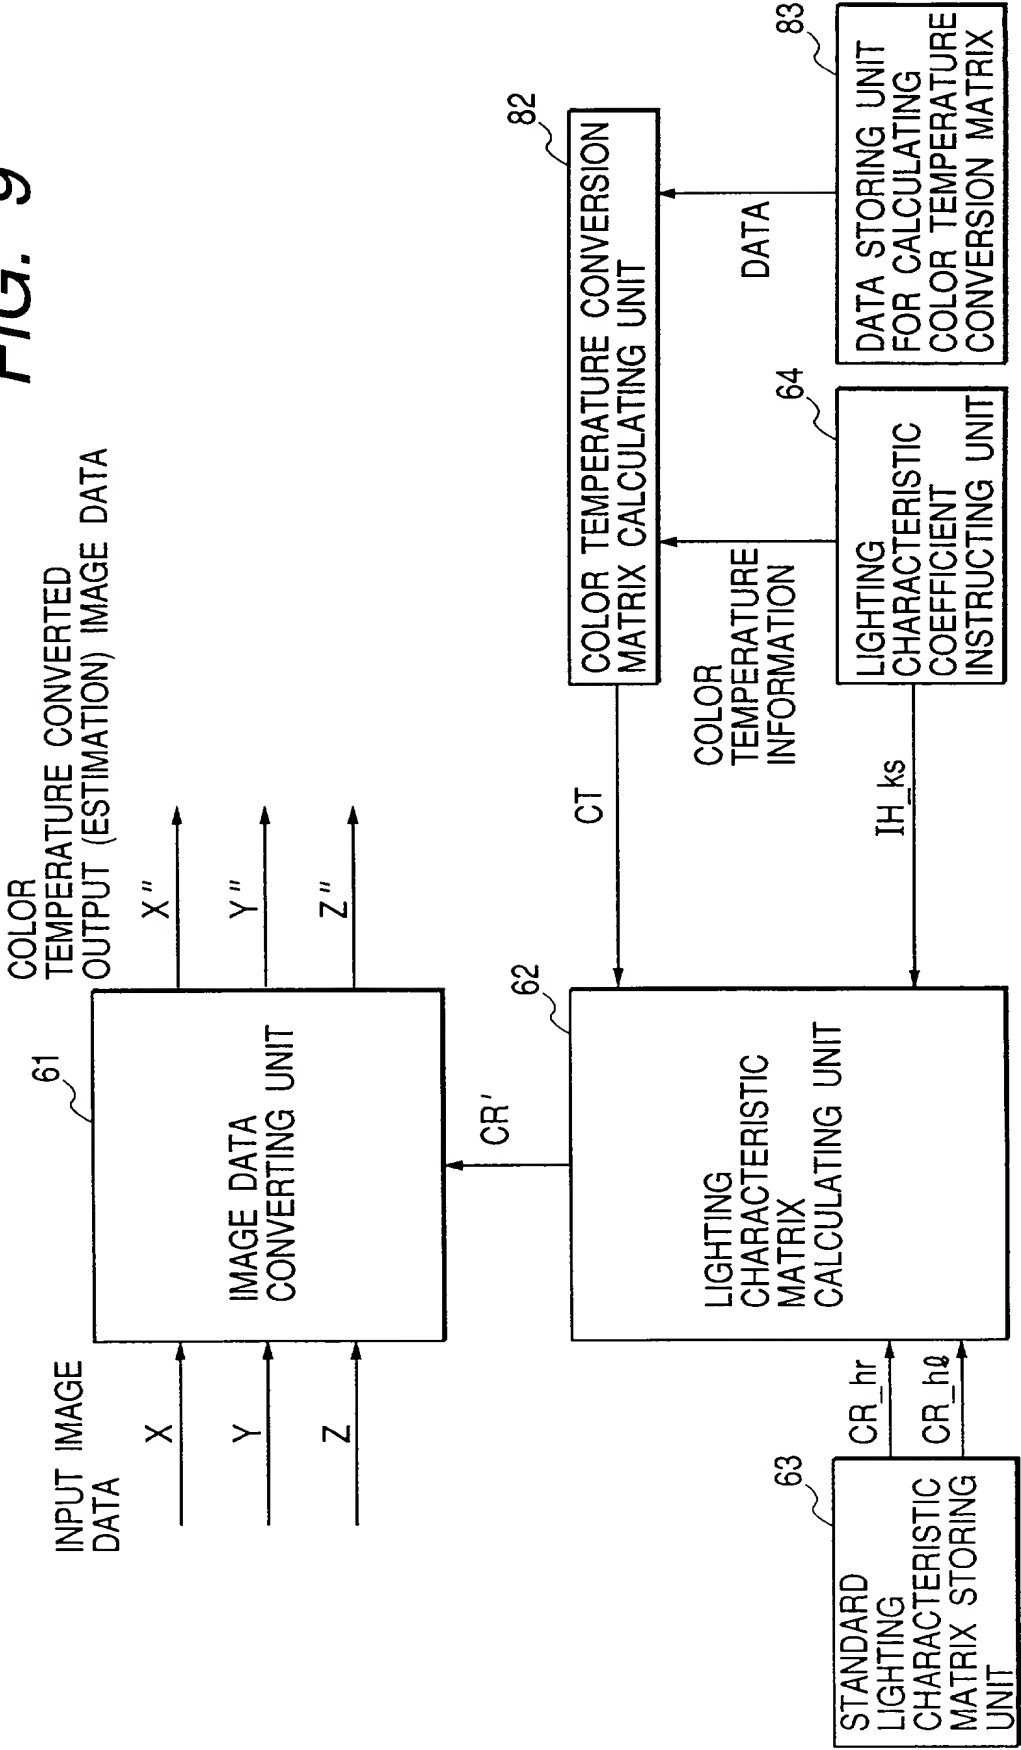 FIG. 9
COLOR
TEMPERATURE CONVERTED
OUTPUT (ESTIMATION) IMAGE DATA
INPUT IMAGE
DATA
X
Y
Z
61
IMAGE DATA
CONVERTING UNIT
X"
Y"
Z"
CR'
62
LIGHTING
CHARACTERISTIC
MATRIX
CALCULATING UNIT
63
STANDARD
LIGHTING
CHARACTERISTIC
MATRIX STORING
UNIT
CR_hr
CR_hℓ
CT
IH_ks
82
COLOR TEMPERATURE CONVERSION
MATRIX CALCULATING UNIT
COLOR
TEMPERATURE
INFORMATION
DATA
64
LIGHTING
CHARACTERISTIC
COEFFICIENT
INSTRUCTING UNIT
83
DATA STORING UNIT
FOR CALCULATING
COLOR TEMPERATURE
CONVERSION MATRIX